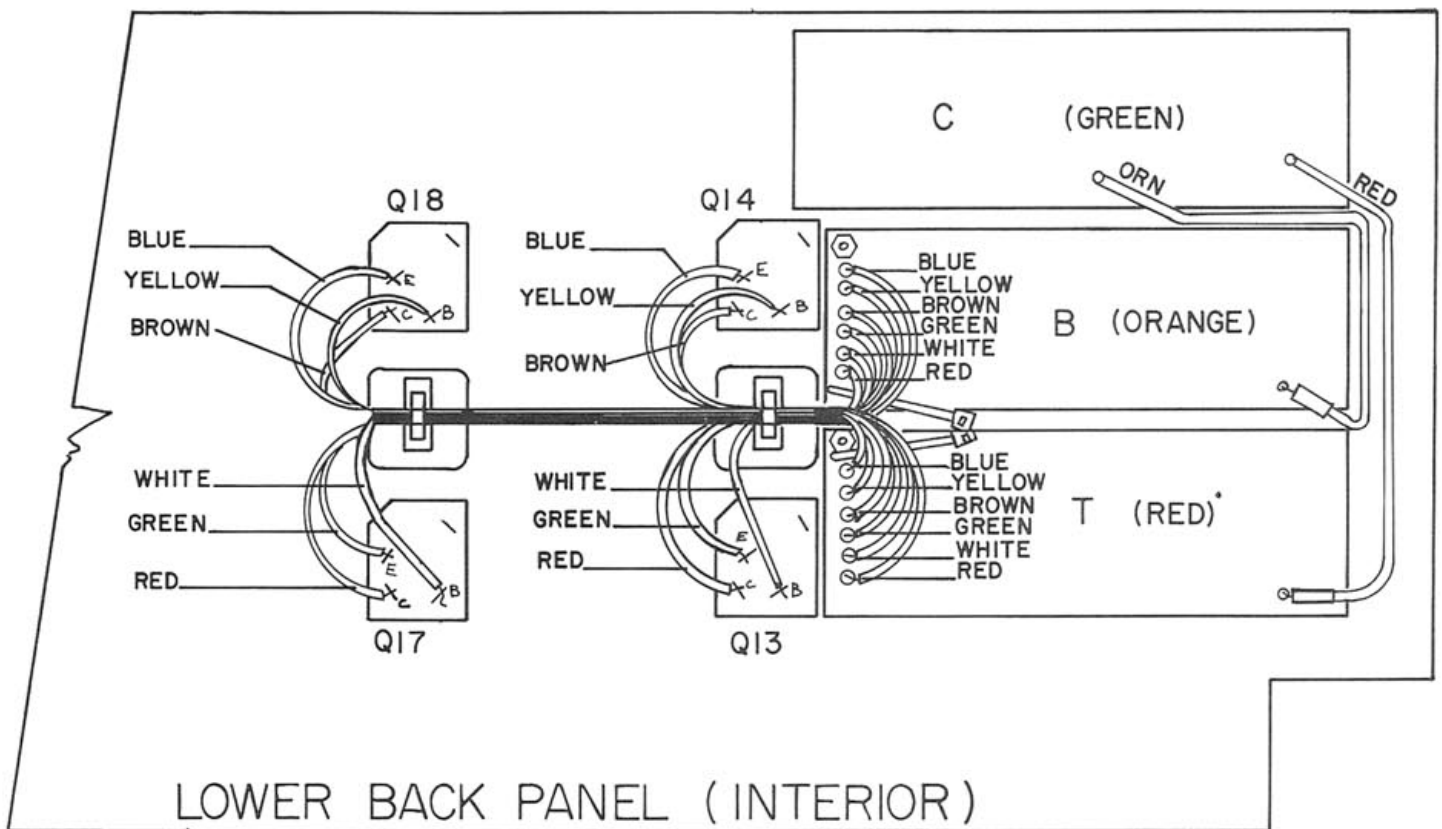 C (GREEN)
ORN
RED
Q18
Q14
BLUE
YELLOW
BROWN
E
C
B
BLUE
YELLOW
BROWN
E
C
B
BLUE
YELLOW
BROWN
GREEN
WHITE
RED
B (ORANGE)
WHITE
GREEN
RED
E
C
B
Q17
WHITE
GREEN
RED
E
C
B
Q13
BLUE
YELLOW
BROWN
GREEN
WHITE
RED
T (RED)
LOWER BACK PANEL (INTERIOR)